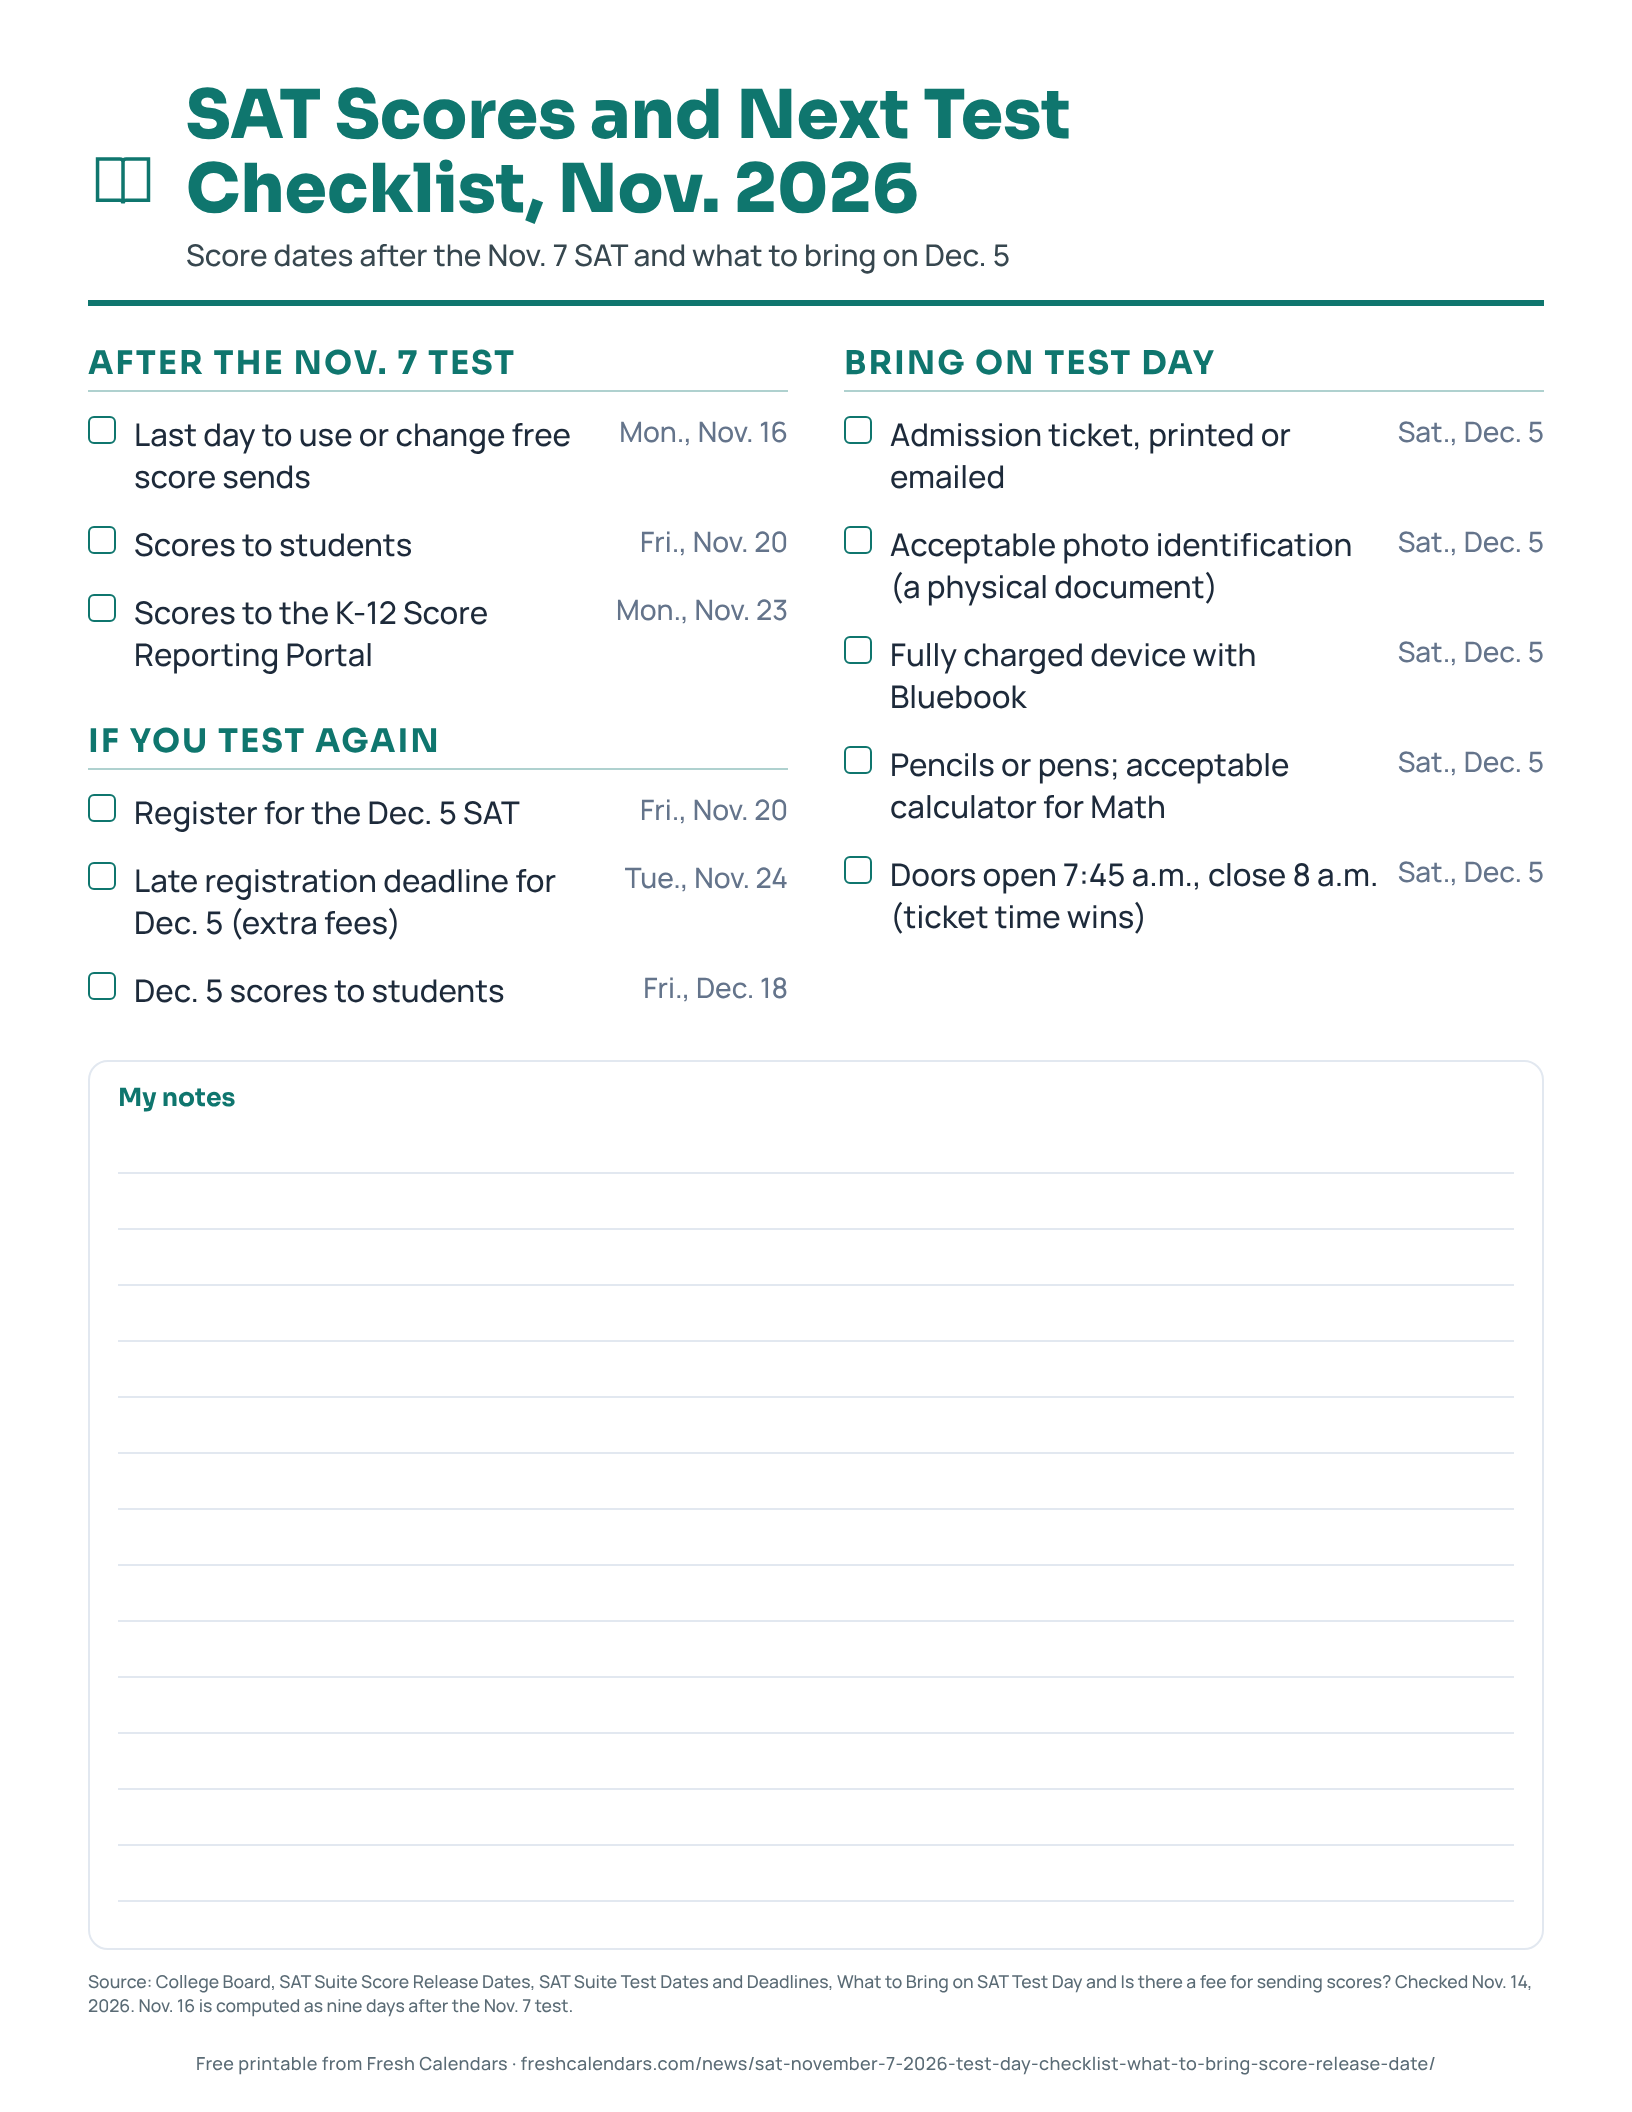 SAT Scores and Next Test
Checklist, Nov. 2026
Score dates after the Nov. 7 SAT and what to bring on Dec. 5
AFTER THE NOV. 7 TEST
Last day to use or change free
score sends
Mon., Nov. 16
Scores to students
Fri., Nov. 20
Scores to the K-12 Score
Reporting Portal
Mon., Nov. 23
IF YOU TEST AGAIN
Register for the Dec. 5 SAT
Fri., Nov. 20
Late registration deadline for
Dec. 5 (extra fees)
Tue., Nov. 24
Dec. 5 scores to students
Fri., Dec. 18
BRING ON TEST DAY
Admission ticket, printed or
emailed
Sat., Dec. 5
Acceptable photo identification
(a physical document)
Sat., Dec. 5
Fully charged device with
Bluebook
Sat., Dec. 5
Pencils or pens; acceptable
calculator for Math
Sat., Dec. 5
Doors open 7:45 a.m., close 8 a.m.
(ticket time wins)
Sat., Dec. 5
My notes
Source: College Board, SAT Suite Score Release Dates, SAT Suite Test Dates and Deadlines, What to Bring on SAT Test Day and Is there a fee for sending scores? Checked Nov. 14,
2026. Nov. 16 is computed as nine days after the Nov. 7 test.
Free printable from Fresh Calendars · freshcalendars.com/news/sat-november-7-2026-test-day-checklist-what-to-bring-score-release-date/